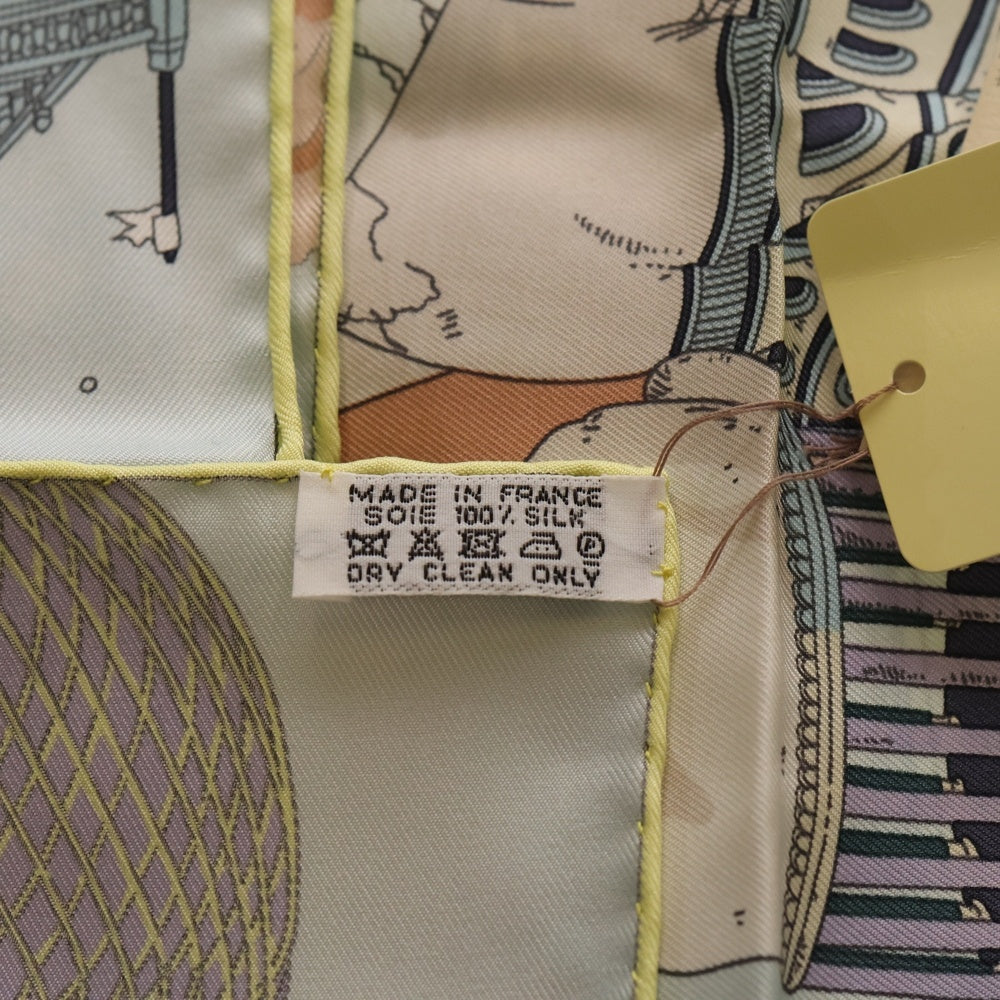 MADE IN FRANCE
SOIE 100% SILK
DRY CLEAN ONLY